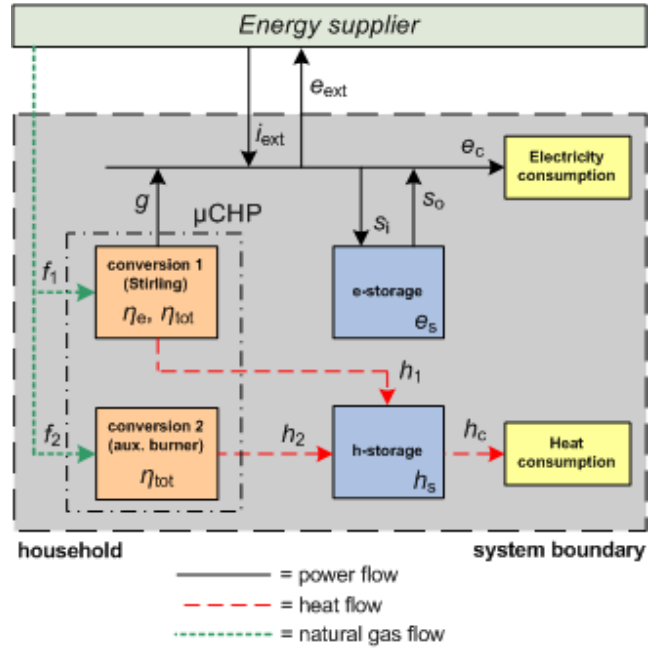 Energy supplier
e_ext
i_ext
e_c
Electricity
consumption
g
μCHP
s_i
s_o
f_1
conversion 1
(Stirling)
η_e, η_tot
e-storage
e_s
h_1
f_2
conversion 2
(aux. burner)
η_tot
h_2
h-storage
h_s
h_c
Heat
consumption
household
system boundary
= power flow
= heat flow
= natural gas flow